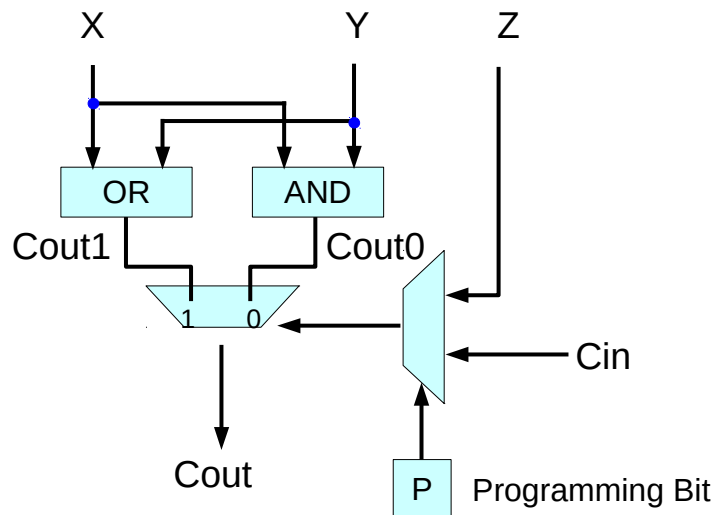 X Y Z
OR AND
Cout1 Cout0
1 0
Cin
Cout
P Programming Bit